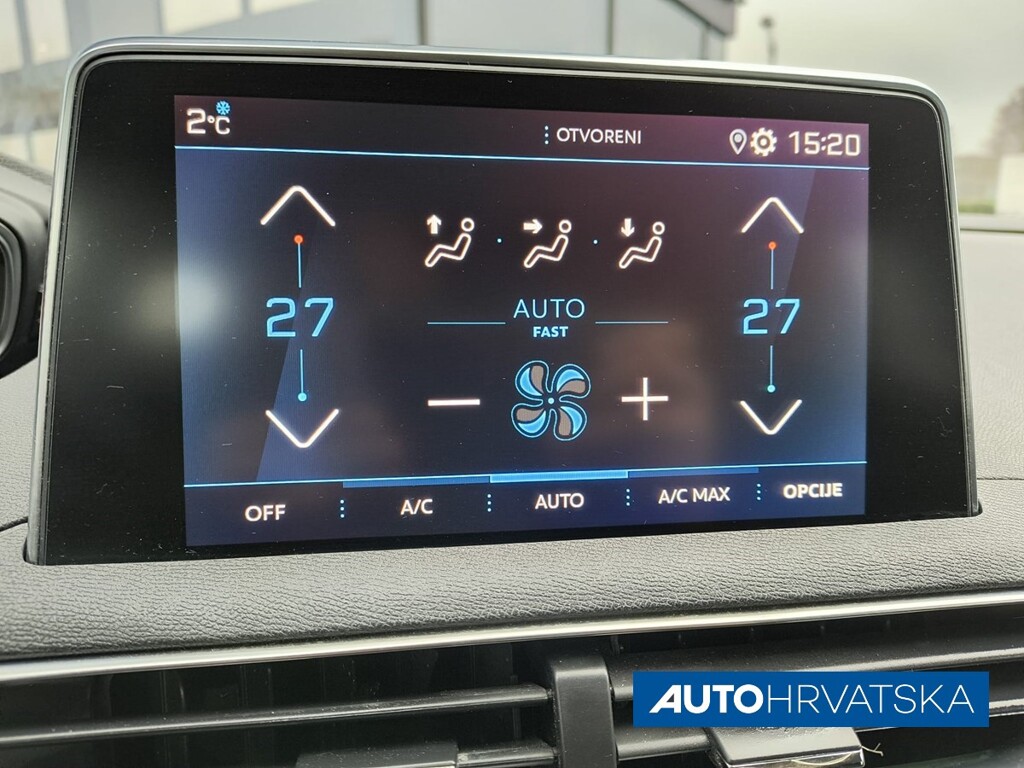 2°C
OTVORENI
15:20
27
AUTO
FAST
27
OFF
A/C
AUTO
A/C MAX
OPCIJE
AUTOHRVATSKA